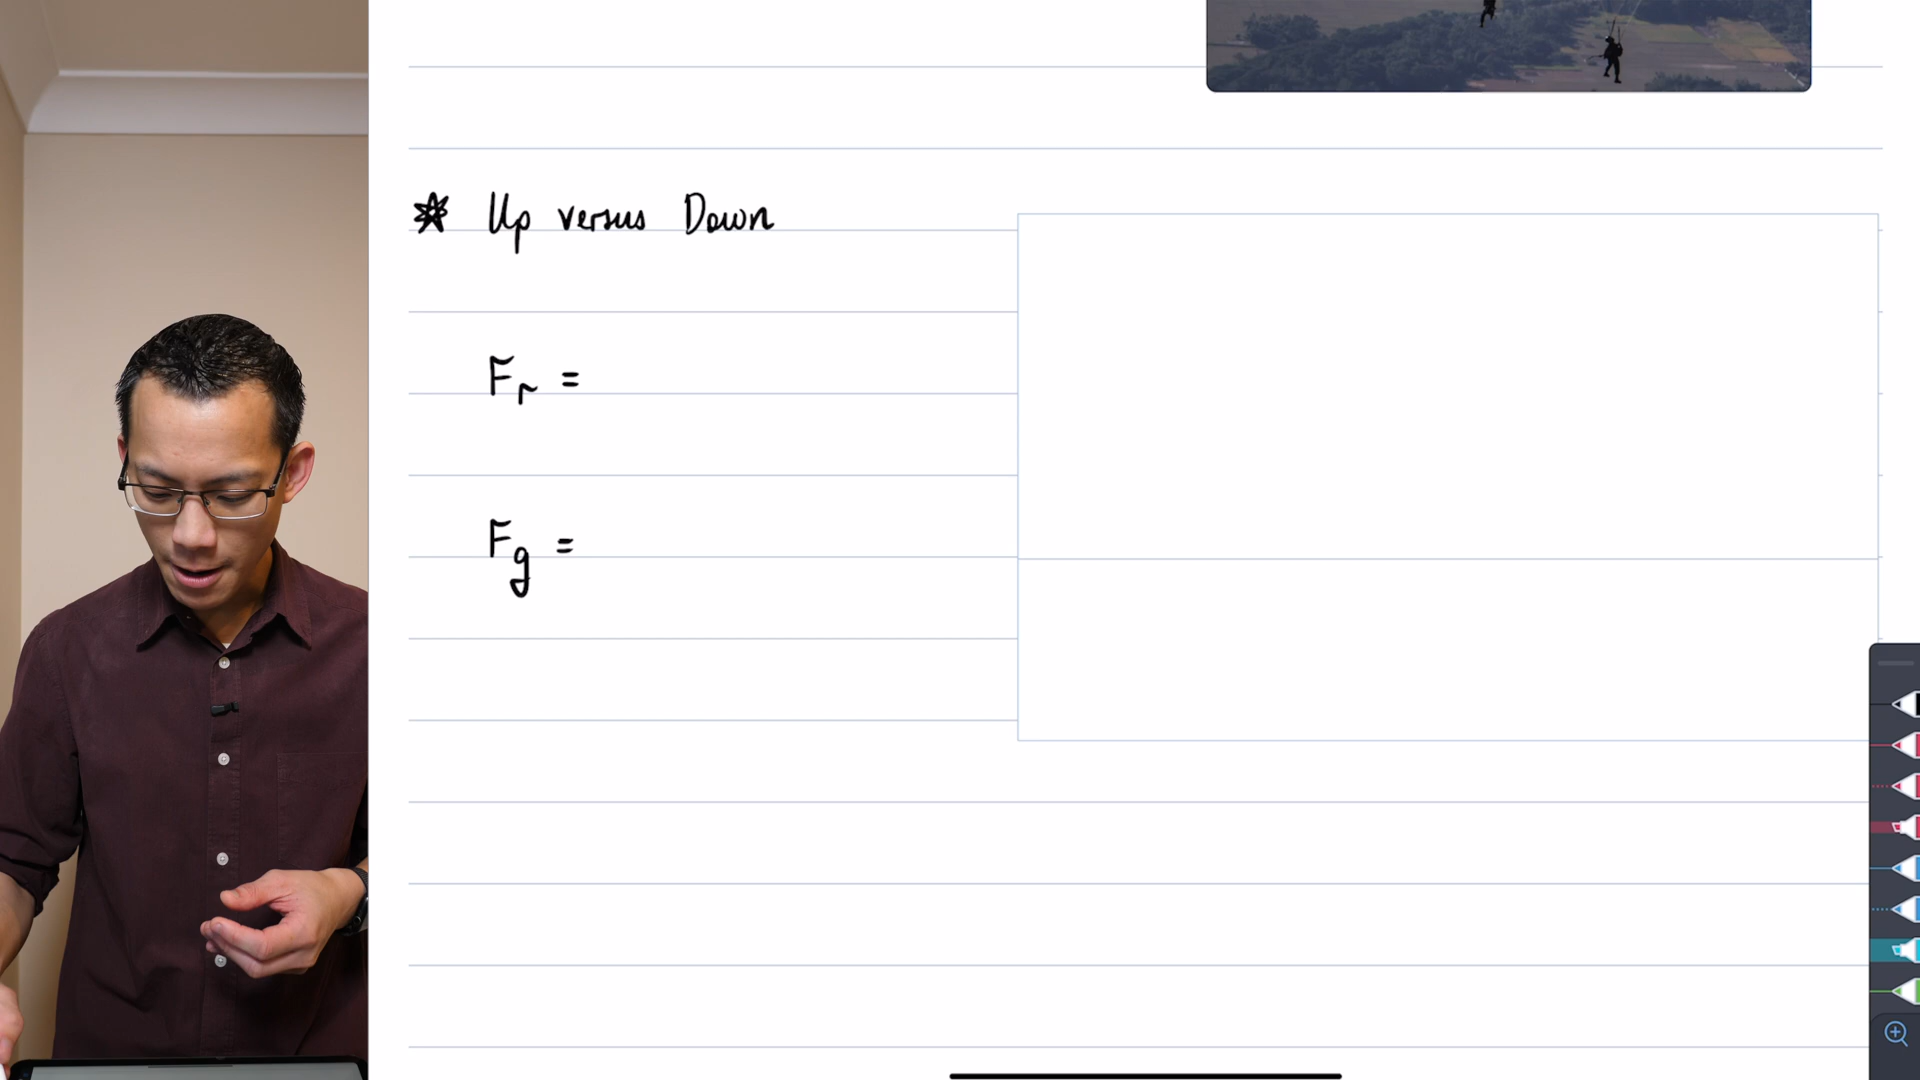 Up versus Down
Fr =
Fg =